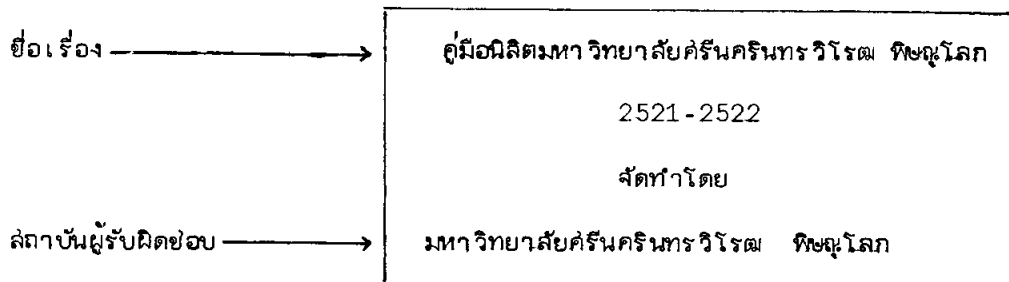 ชื่อเรื่อง คู่มือนิสิตมหาวิทยาลัยศรีนครินทรวิโรฒ พิษณุโลก
2521-2522
จัดทำโดย
สถาบันผู้รับผิดชอบ มหาวิทยาลัยศรีนครินทรวิโรฒ พิษณุโลก